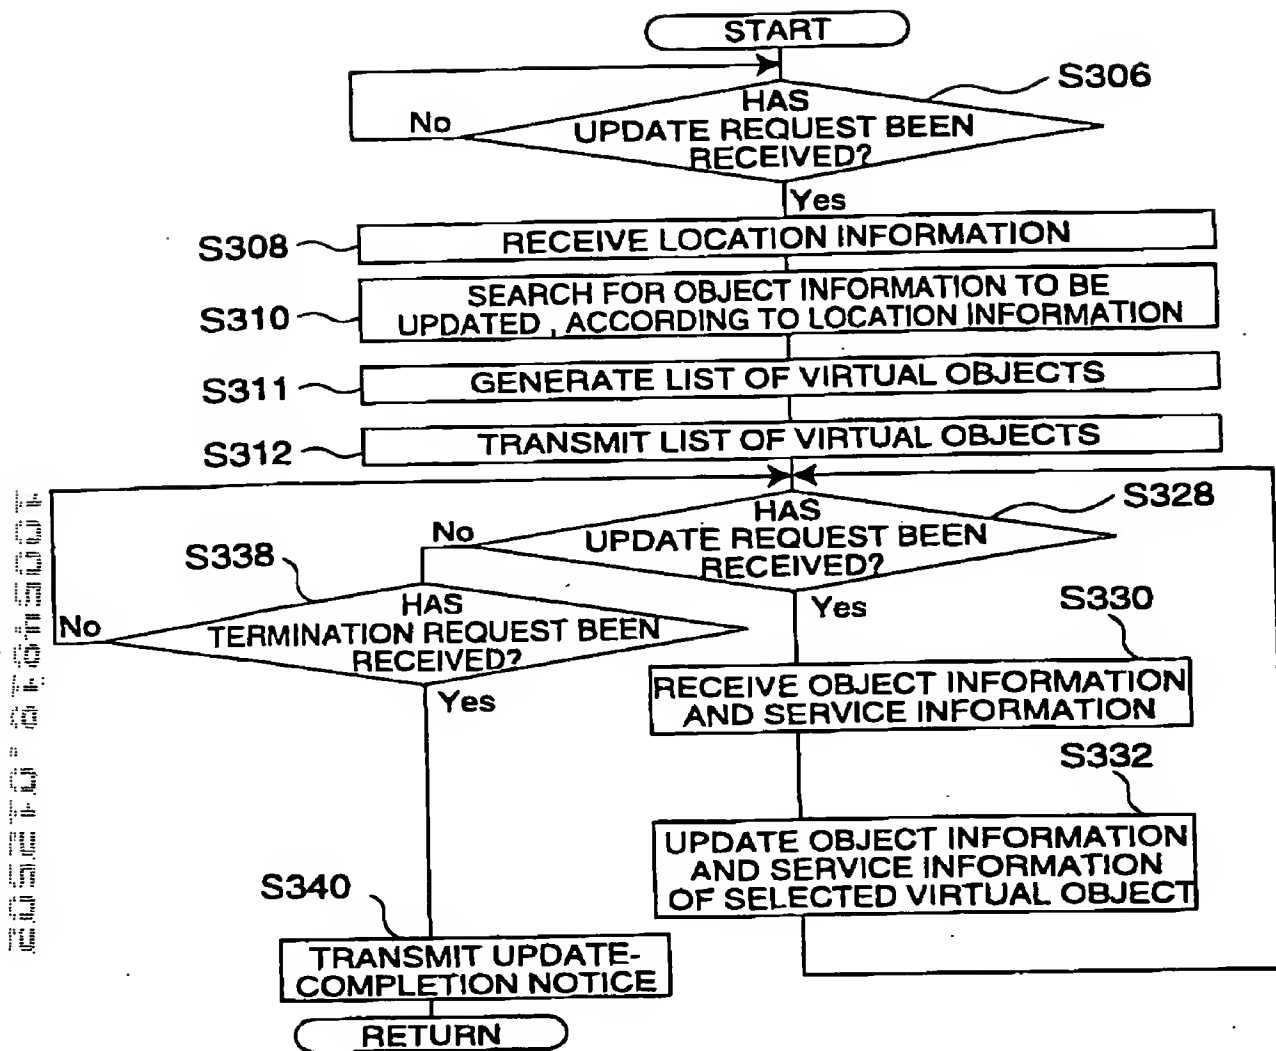 START
S306
HAS
UPDATE REQUEST BEEN
RECEIVED?
No
Yes
S308
RECEIVE LOCATION INFORMATION
S310
SEARCH FOR OBJECT INFORMATION TO BE
UPDATED , ACCORDING TO LOCATION INFORMATION
S311
GENERATE LIST OF VIRTUAL OBJECTS
S312
TRANSMIT LIST OF VIRTUAL OBJECTS
S328
HAS
UPDATE REQUEST BEEN
RECEIVED?
No
Yes
S338
HAS
TERMINATION REQUEST BEEN
RECEIVED?
No
Yes
S330
RECEIVE OBJECT INFORMATION
AND SERVICE INFORMATION
S332
UPDATE OBJECT INFORMATION
AND SERVICE INFORMATION
OF SELECTED VIRTUAL OBJECT
S340
TRANSMIT UPDATE-
COMPLETION NOTICE
RETURN